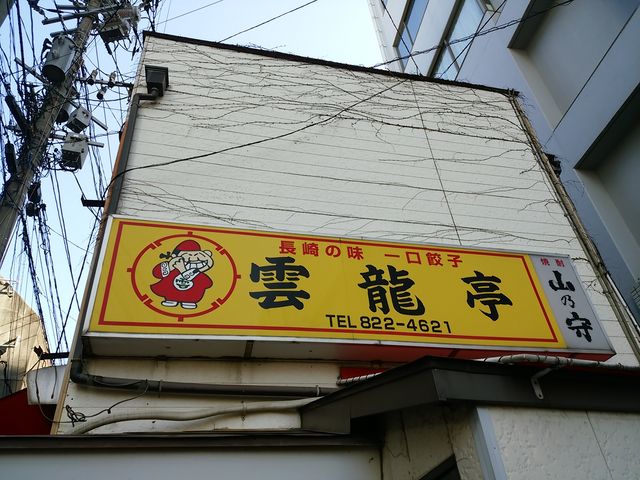 長崎の味 一口餃子
雲龍亭
TEL 822-4621
焼酎
山乃守